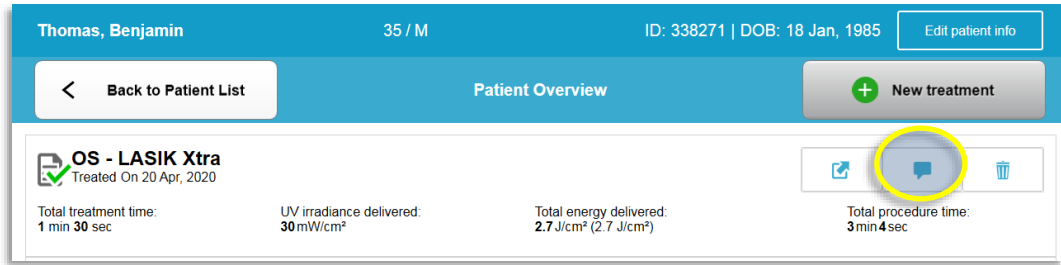 Thomas, Benjamin 35 / M ID: 338271 | DOB: 18 Jan, 1985 Edit patient info
Back to Patient List Patient Overview New treatment
OS - LASIK Xtra
Treated On 20 Apr, 2020
Total treatment time: UV irradiance delivered: Total energy delivered: Total procedure time:
1 min 30 sec 30 mW/cm² 2.7 J/cm² (2.7 J/cm²) 3 min 4 sec